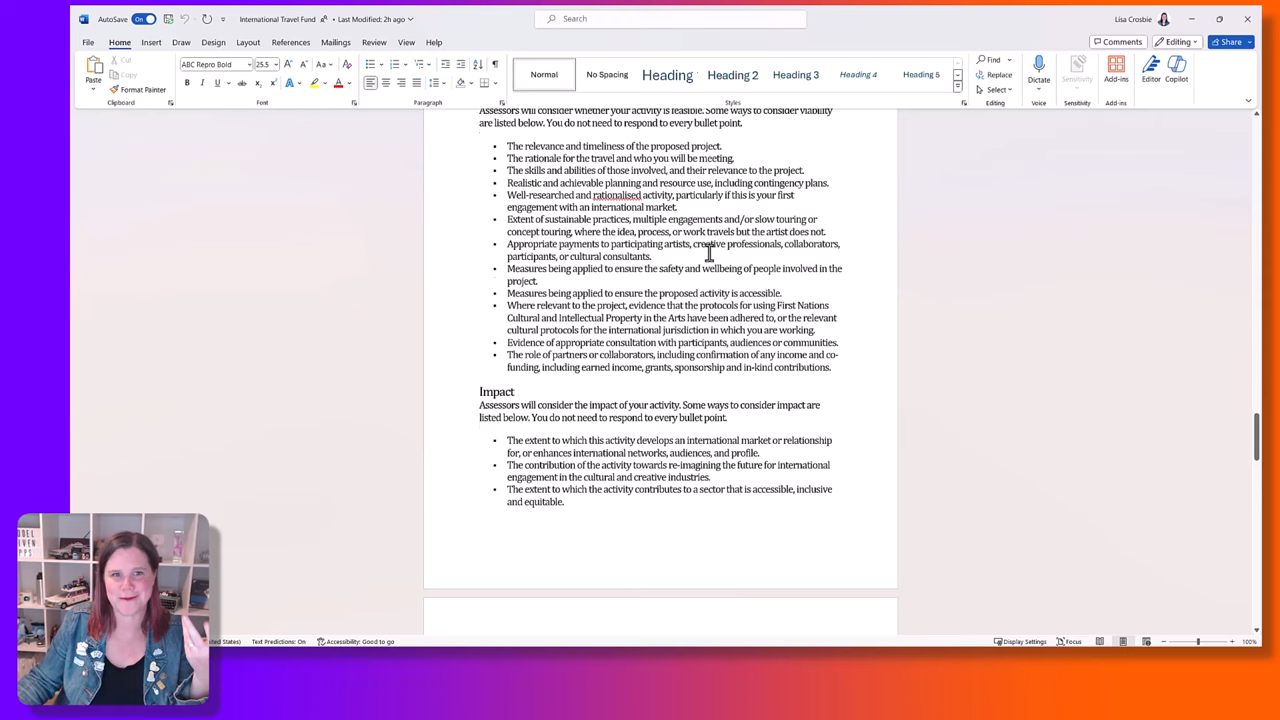 AutoSave On International Travel Fund • Last Modified: 2h ago Search Lisa Crosbie
File Home Insert Draw Design Layout References Mailings Review View Help Comments Editing Share
Paste Cut Copy Format Painter Clipboard
ABC Repro Bold 25.5 Font
Paragraph
Normal No Spacing Heading Heading 2 Heading 3 Heading 4 Heading 5 Styles
Find Replace Select Editing
Dictate Voice
Sensitivity Sensitivity
Add-ins Add-ins
Editor Copilot
Assessors will consider whether your activity is feasible. Some ways to consider viability
are listed below. You do not need to respond to every bullet point.
• The relevance and timeliness of the proposed project.
• The rationale for the travel and who you will be meeting.
• The skills and abilities of those involved, and their relevance to the project.
• Realistic and achievable planning and resource use, including contingency plans.
• Well-researched and rationalised activity, particularly if this is your first
engagement with an international market.
• Extent of sustainable practices, multiple engagements and/or slow touring or
concept touring, where the idea, process, or work travels but the artist does not.
• Appropriate payments to participating artists, creative professionals, collaborators,
participants, or cultural consultants.
• Measures being applied to ensure the safety and wellbeing of people involved in the
project.
• Measures being applied to ensure the proposed activity is accessible.
• Where relevant to the project, evidence that the protocols for using First Nations
Cultural and Intellectual Property in the Arts have been adhered to, or the relevant
cultural protocols for the international jurisdiction in which you are working.
• Evidence of appropriate consultation with participants, audiences or communities.
• The role of partners or collaborators, including confirmation of any income and co-
funding, including earned income, grants, sponsorship and in-kind contributions.
Impact
Assessors will consider the impact of your activity. Some ways to consider impact are
listed below. You do not need to respond to every bullet point.
• The extent to which this activity develops an international market or relationship
for, or enhances international networks, audiences, and profile.
• The contribution of the activity towards re-imagining the future for international
engagement in the cultural and creative industries.
• The extent to which the activity contributes to a sector that is accessible, inclusive
and equitable.
States) Text Predictions: On Accessibility: Good to go Display Settings Focus 100%